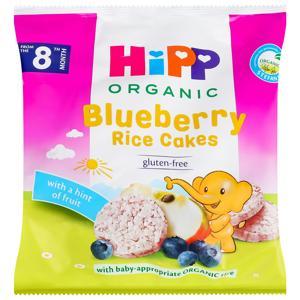 FROM THE
8TH
MONTH
HiPP
ORGANIC
Blueberry
Rice Cakes
gluten-free
ORGANIC
with a hint
of fruit
with baby-appropriate ORGANIC rice